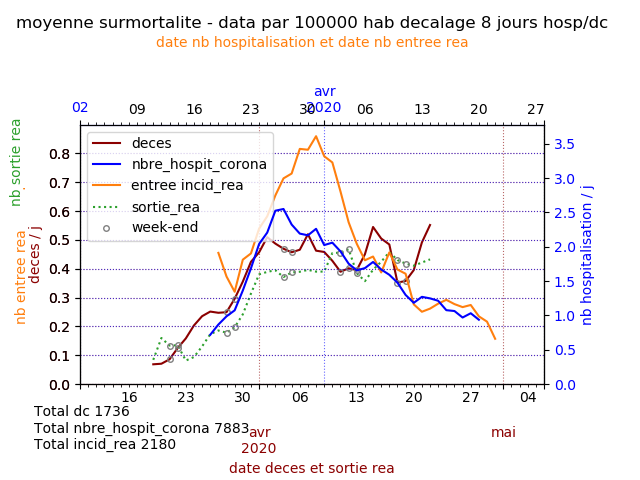 moyenne surmortalite - data par 100000 hab decalage 8 jours hosp/dc
date nb hospitalisation et date nb entree rea
avr
2020
02 09 16 23 30 06 13 20 27
nb sortie rea
nb entree rea
deces / j
nb hospitalisation / j
deces
nbre_hospit_corona
entree incid_rea
sortie_rea
week-end
0.8
0.7
0.6
0.5
0.4
0.3
0.2
0.1
0.0
3.5
3.0
2.5
2.0
1.5
1.0
0.5
0.0
16 23 30 06 13 20 27 04
Total dc 1736
Total nbre_hospit_corona 7883
Total incid_rea 2180
avr
2020
mai
date deces et sortie rea